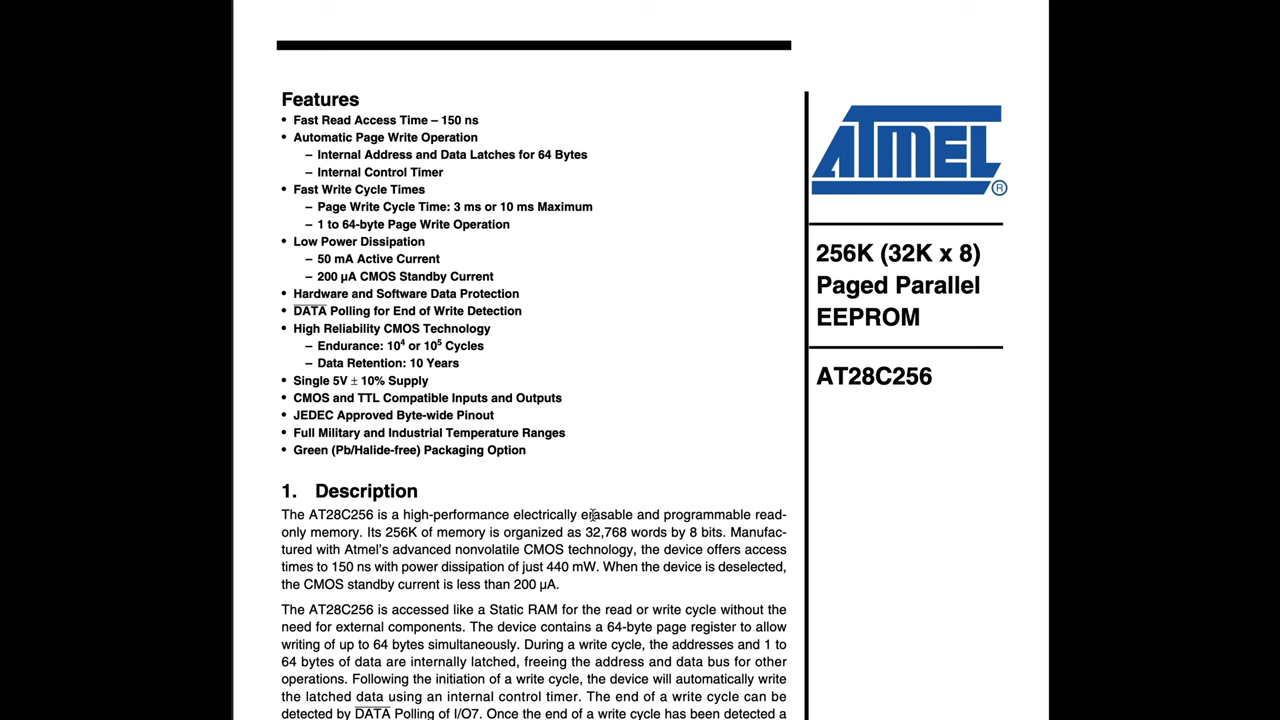 Features
• Fast Read Access Time – 150 ns
• Automatic Page Write Operation
– Internal Address and Data Latches for 64 Bytes
– Internal Control Timer
• Fast Write Cycle Times
– Page Write Cycle Time: 3 ms or 10 ms Maximum
– 1 to 64-byte Page Write Operation
• Low Power Dissipation
– 50 mA Active Current
– 200 µA CMOS Standby Current
• Hardware and Software Data Protection
• DATA Polling for End of Write Detection
• High Reliability CMOS Technology
– Endurance: 10⁴ or 10⁵ Cycles
– Data Retention: 10 Years
• Single 5V ± 10% Supply
• CMOS and TTL Compatible Inputs and Outputs
• JEDEC Approved Byte-wide Pinout
• Full Military and Industrial Temperature Ranges
• Green (Pb/Halide-free) Packaging Option
1. Description
The AT28C256 is a high-performance electrically erasable and programmable read-
only memory. Its 256K of memory is organized as 32,768 words by 8 bits. Manufac-
tured with Atmel's advanced nonvolatile CMOS technology, the device offers access
times to 150 ns with power dissipation of just 440 mW. When the device is deselected,
the CMOS standby current is less than 200 µA.
The AT28C256 is accessed like a Static RAM for the read or write cycle without the
need for external components. The device contains a 64-byte page register to allow
writing of up to 64 bytes simultaneously. During a write cycle, the addresses and 1 to
64 bytes of data are internally latched, freeing the address and data bus for other
operations. Following the initiation of a write cycle, the device will automatically write
the latched data using an internal control timer. The end of a write cycle can be
detected by DATA Polling of I/O7. Once the end of a write cycle has been detected a
ATMEL ®
256K (32K x 8)
Paged Parallel
EEPROM
AT28C256